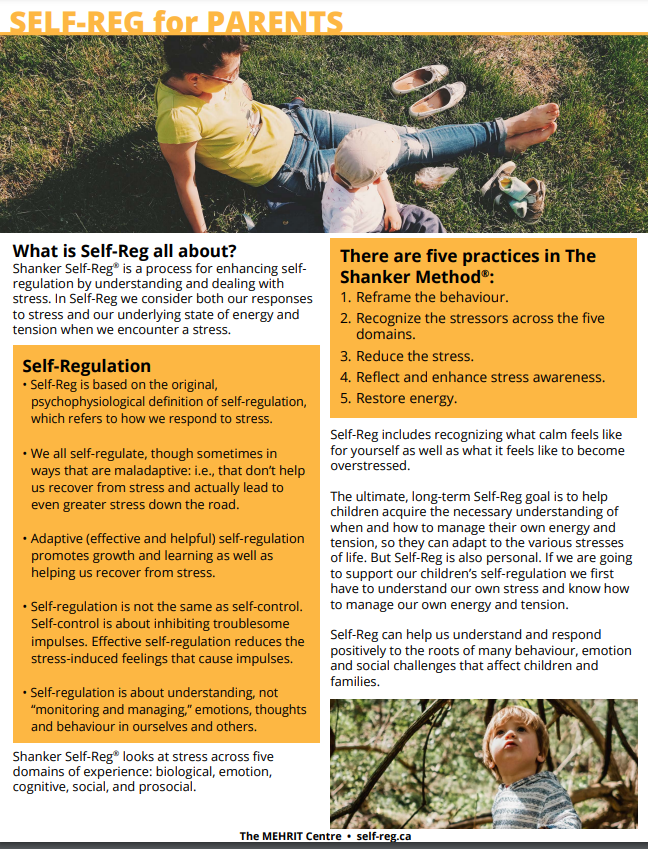 SELF-REG for PARENTS
What is Self-Reg all about?
Shanker Self-Reg® is a process for enhancing self-
regulation by understanding and dealing with
stress. In Self-Reg we consider both our responses
to stress and our underlying state of energy and
tension when we encounter a stress.
Self-Regulation
• Self-Reg is based on the original,
psychophysiological definition of self-regulation,
which refers to how we respond to stress.
• We all self-regulate, though sometimes in
ways that are maladaptive: i.e., that don’t help
us recover from stress and actually lead to
even greater stress down the road.
• Adaptive (effective and helpful) self-regulation
promotes growth and learning as well as
helping us recover from stress.
• Self-regulation is not the same as self-control.
Self-control is about inhibiting troublesome
impulses. Effective self-regulation reduces the
stress-induced feelings that cause impulses.
• Self-regulation is about understanding, not
“monitoring and managing,” emotions, thoughts
and behaviour in ourselves and others.
Shanker Self-Reg® looks at stress across five
domains of experience: biological, emotion,
cognitive, social, and prosocial.
There are five practices in The
Shanker Method®:
1. Reframe the behaviour.
2. Recognize the stressors across the five
domains.
3. Reduce the stress.
4. Reflect and enhance stress awareness.
5. Restore energy.
Self-Reg includes recognizing what calm feels like
for yourself as well as what it feels like to become
overstressed.
The ultimate, long-term Self-Reg goal is to help
children acquire the necessary understanding of
when and how to manage their own energy and
tension, so they can adapt to the various stresses
of life. But Self-Reg is also personal. If we are going
to support our children’s self-regulation we first
have to understand our own stress and know how
to manage our own energy and tension.
Self-Reg can help us understand and respond
positively to the roots of many behaviour, emotion
and social challenges that affect children and
families.
The MEHRIT Centre • self-reg.ca